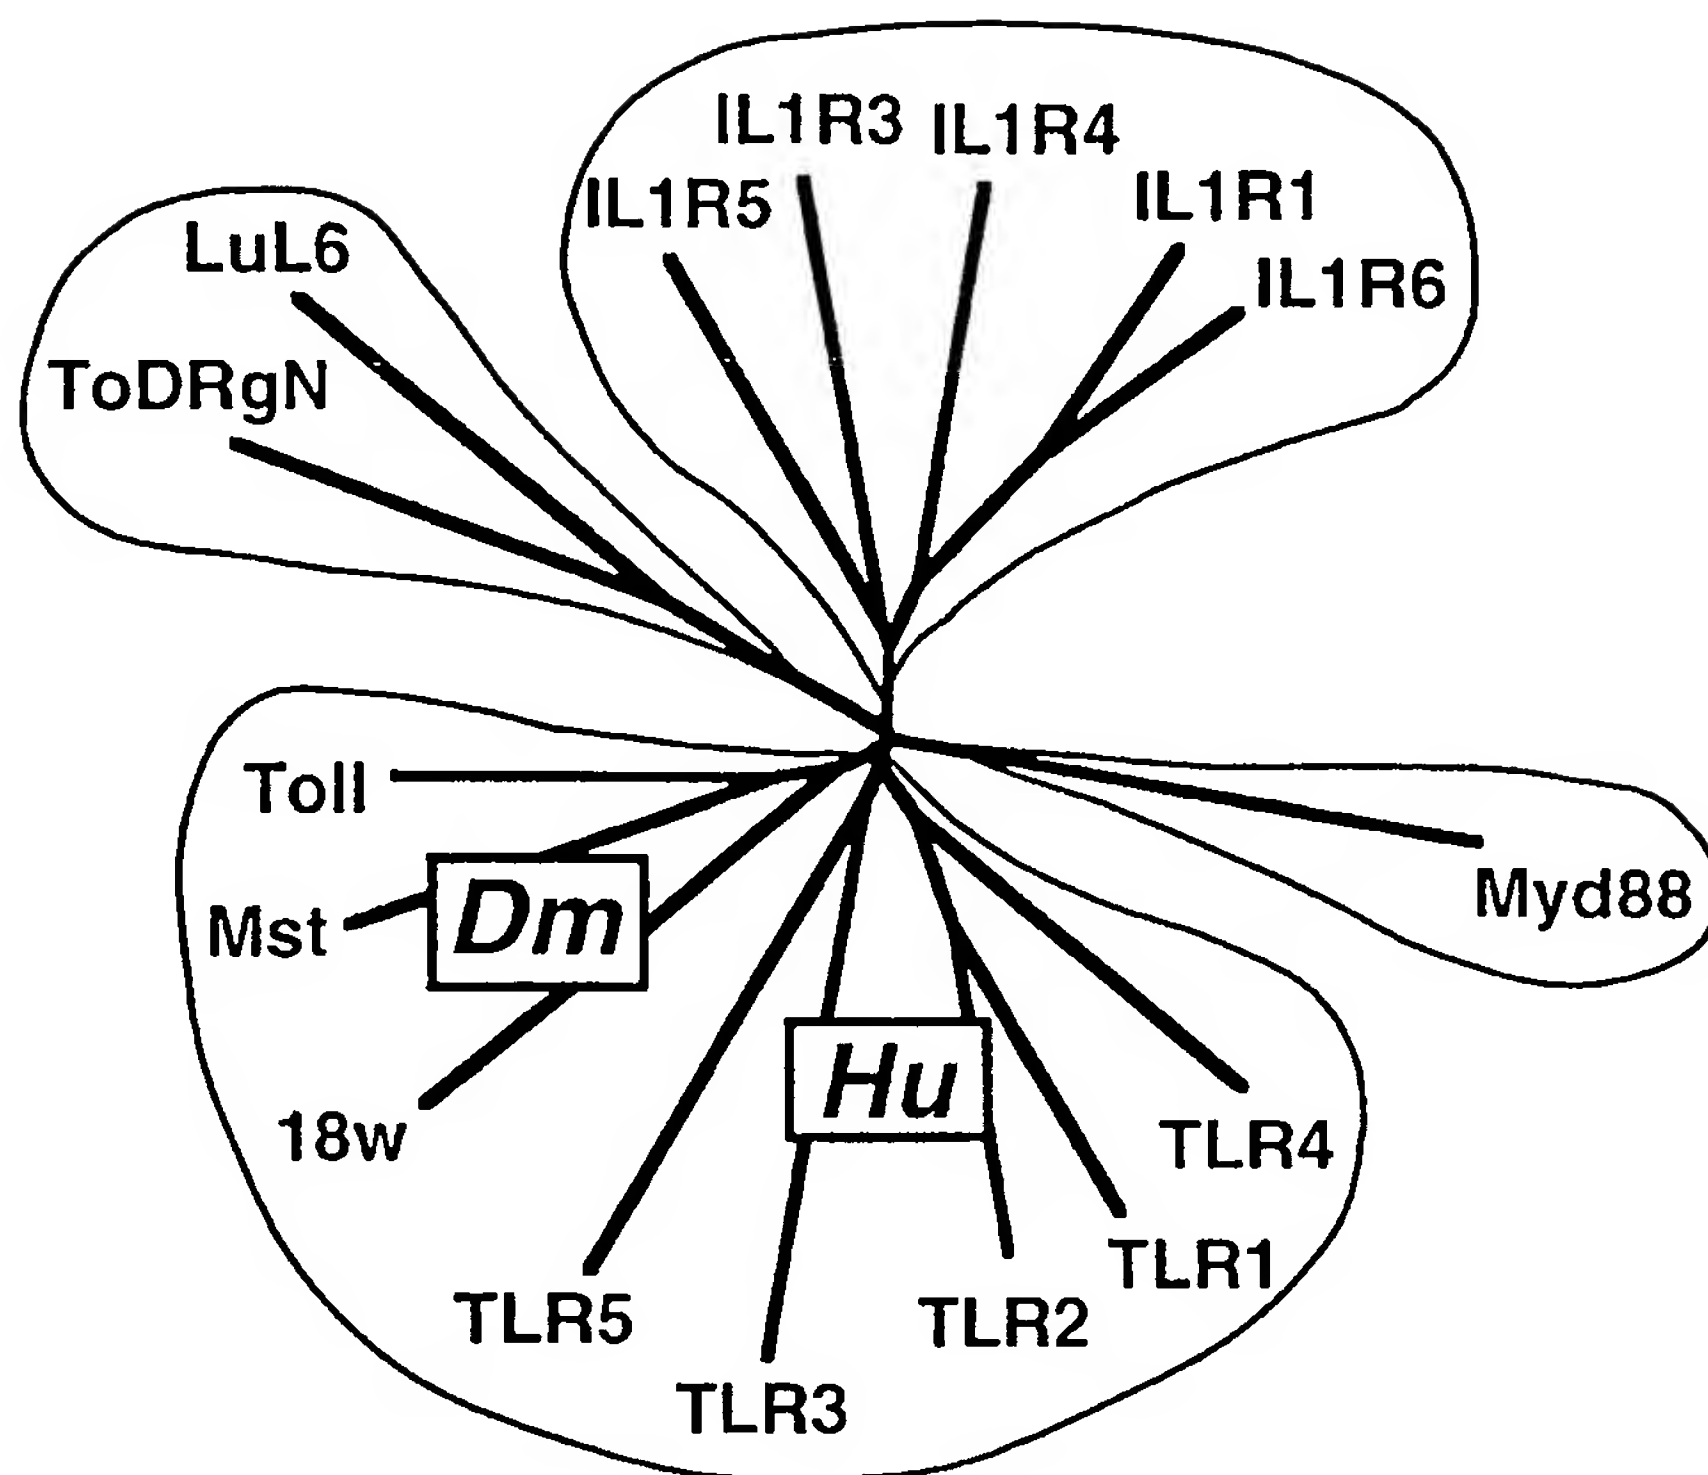 IL1R3
IL1R4
IL1R5
IL1R1
LuL6
IL1R6
ToDRgN
Toll
Myd88
Mst
Dm
Hu
18w
TLR4
TLR1
TLR5
TLR2
TLR3